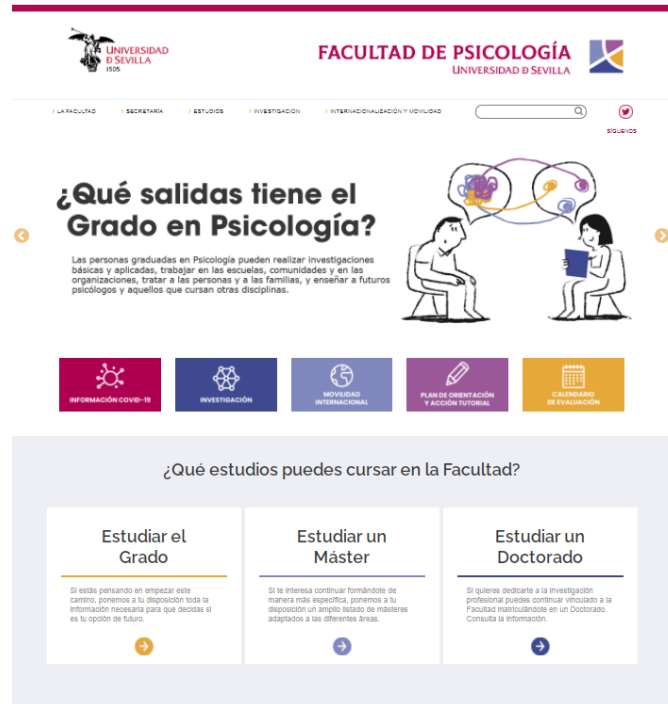 UNIVERSIDAD
D SEVILLA
1505
FACULTAD DE PSICOLOGÍA
UNIVERSIDAD D SEVILLA
LA FACULTAD
SECRETARÍA
ESTUDIOS
INVESTIGACIÓN
INTERNACIONALIZACIÓN Y MOVILIDAD
SÍGUENOS
¿Qué salidas tiene el
Grado en Psicología?
Las personas graduadas en Psicología pueden realizar investigaciones
básicas y aplicadas, trabajar en las escuelas, comunidades y en las
organizaciones, tratar a las personas y a las familias, y enseñar a futuros
psicólogos y aquellos que cursan otras disciplinas.
INFORMACIÓN COVID-19
INVESTIGACIÓN
MOVILIDAD
INTERNACIONAL
PLAN DE ORIENTACIÓN
Y ACCIÓN TUTORIAL
CALENDARIO
DE EVALUACIÓN
¿Qué estudios puedes cursar en la Facultad?
Estudiar el
Grado
Si estás pensando en empezar este
camino, ponemos a tu disposición toda la
información necesaria para que decidas si
es tu opción de futuro.
Estudiar un
Máster
Si te interesa continuar formándote de
manera más específica, ponemos a tu
disposición un amplio listado de másteres
adaptados a las diferentes áreas.
Estudiar un
Doctorado
Si quieres dedicarte a la investigación
profesional puedes continuar vinculado a la
Facultad matriculándote en un Doctorado.
Consulta la información.